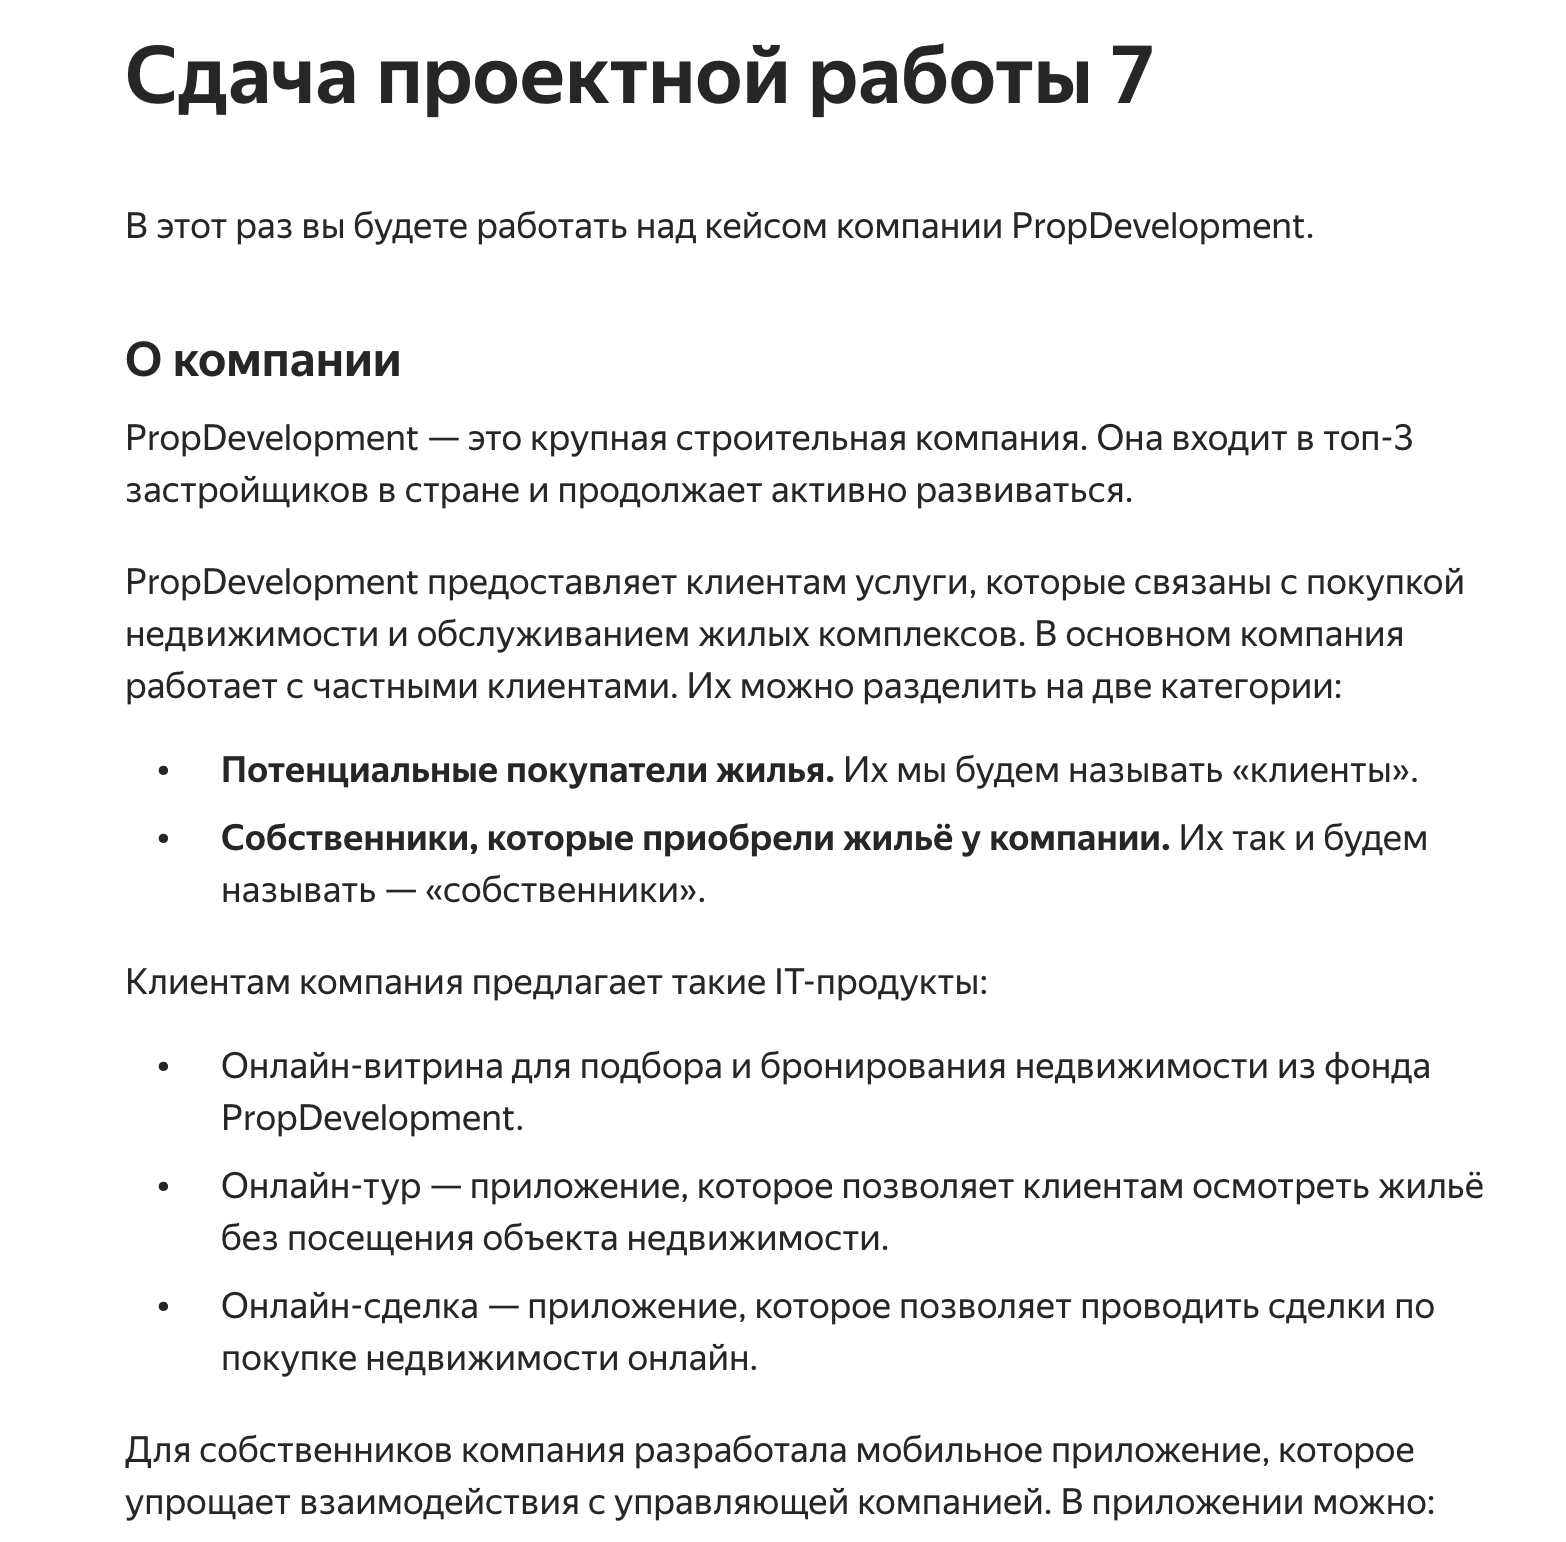 Сдача проектной работы 7
В этот раз вы будете работать над кейсом компании PropDevelopment.
О компании
PropDevelopment — это крупная строительная компания. Она входит в топ-3
застройщиков в стране и продолжает активно развиваться.
PropDevelopment предоставляет клиентам услуги, которые связаны с покупкой
недвижимости и обслуживанием жилых комплексов. В основном компания
работает с частными клиентами. Их можно разделить на две категории:
• Потенциальные покупатели жилья. Их мы будем называть «клиенты».
• Собственники, которые приобрели жильё у компании. Их так и будем
называть — «собственники».
Клиентам компания предлагает такие IT-продукты:
• Онлайн-витрина для подбора и бронирования недвижимости из фонда
PropDevelopment.
• Онлайн-тур — приложение, которое позволяет клиентам осмотреть жильё
без посещения объекта недвижимости.
• Онлайн-сделка — приложение, которое позволяет проводить сделки по
покупке недвижимости онлайн.
Для собственников компания разработала мобильное приложение, которое
упрощает взаимодействия с управляющей компанией. В приложении можно: